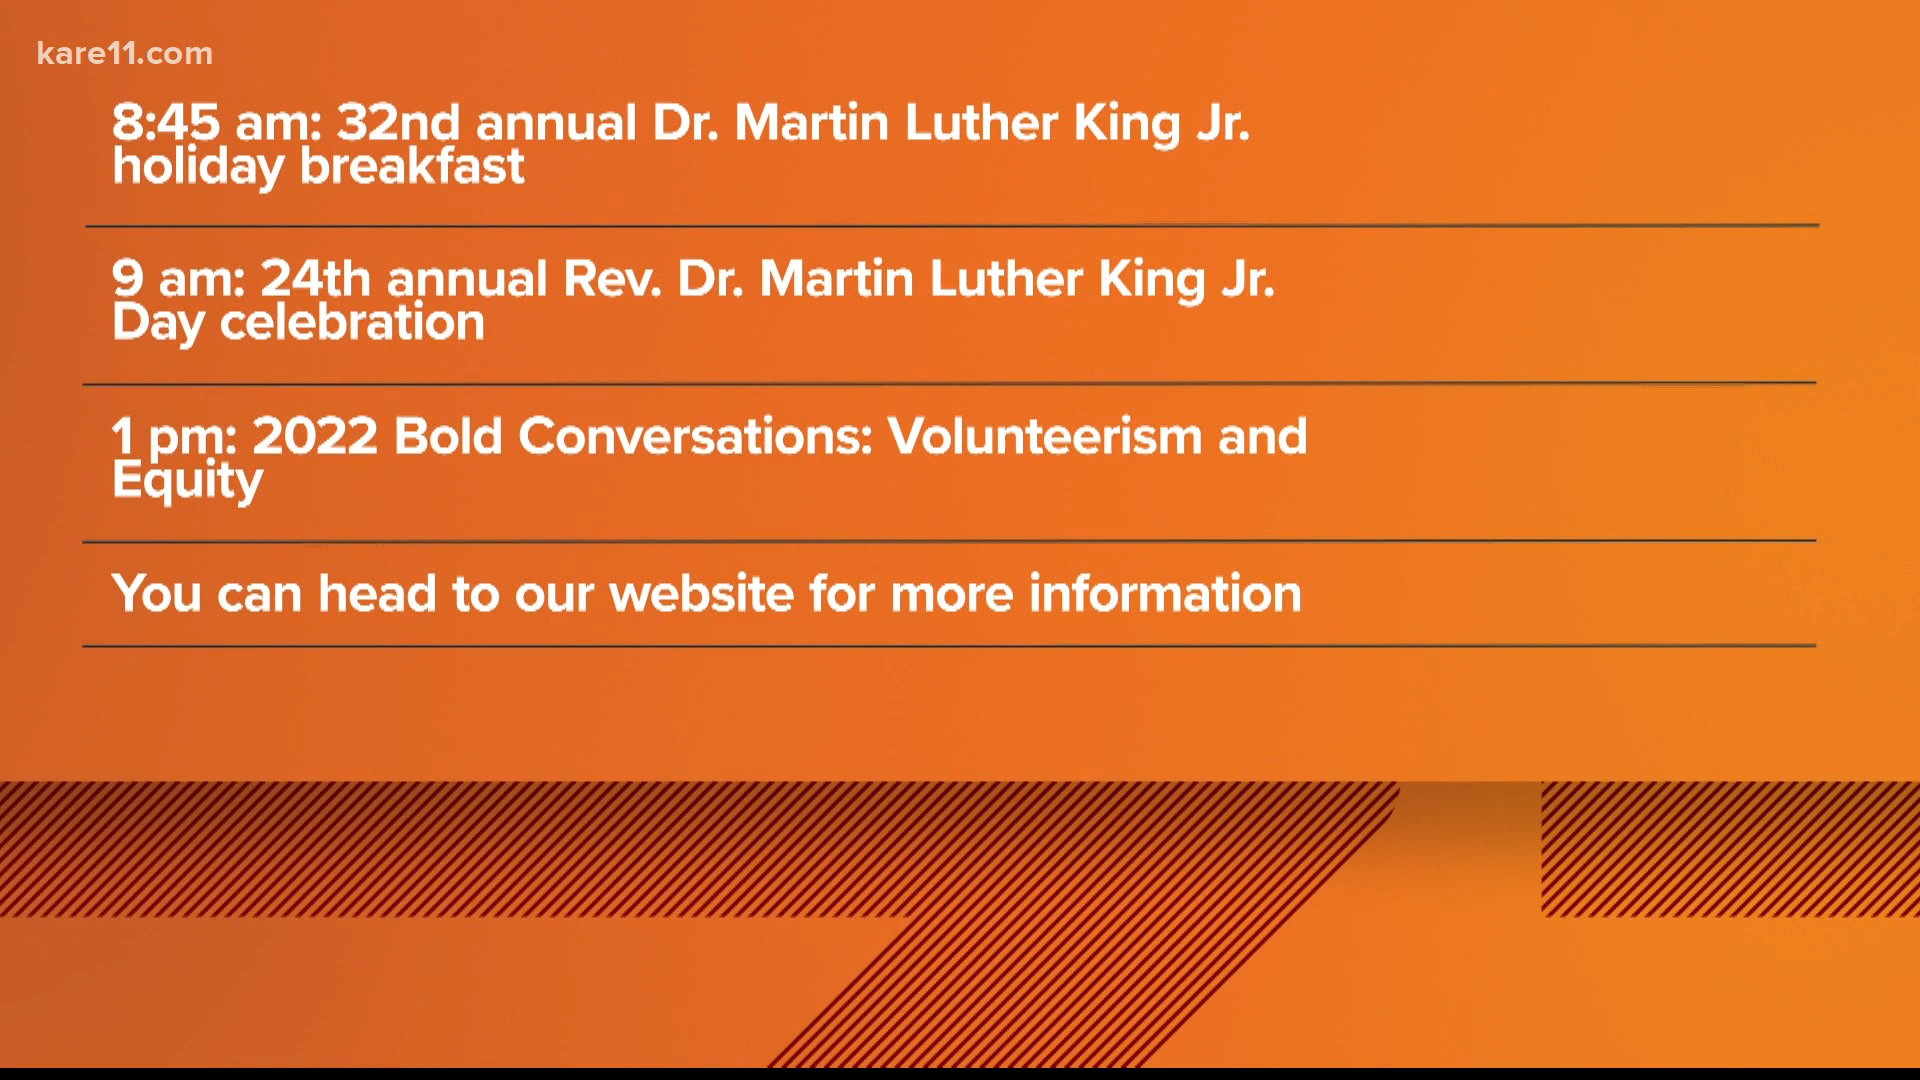 kare11.com
8:45 am: 32nd annual Dr. Martin Luther King Jr.
holiday breakfast
9 am: 24th annual Rev. Dr. Martin Luther King Jr.
Day celebration
1 pm: 2022 Bold Conversations: Volunteerism and
Equity
You can head to our website for more information